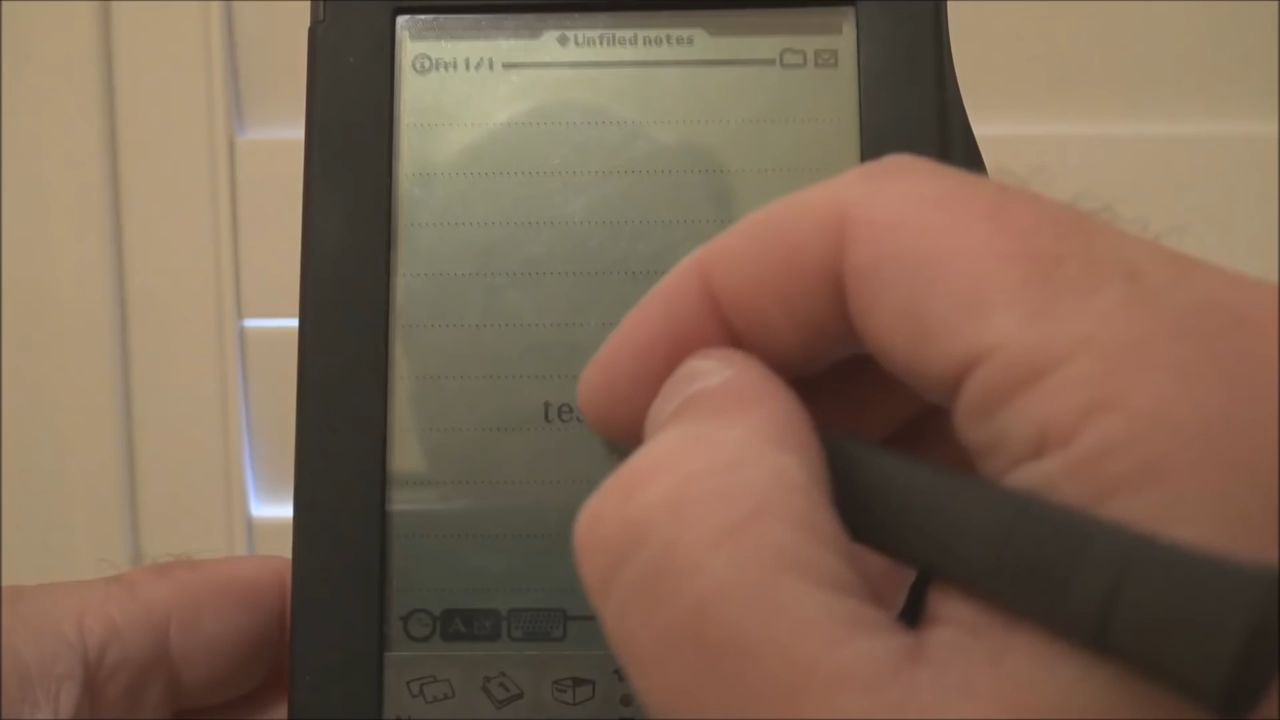 Unfiled notes
Fri 1/1
tes
A